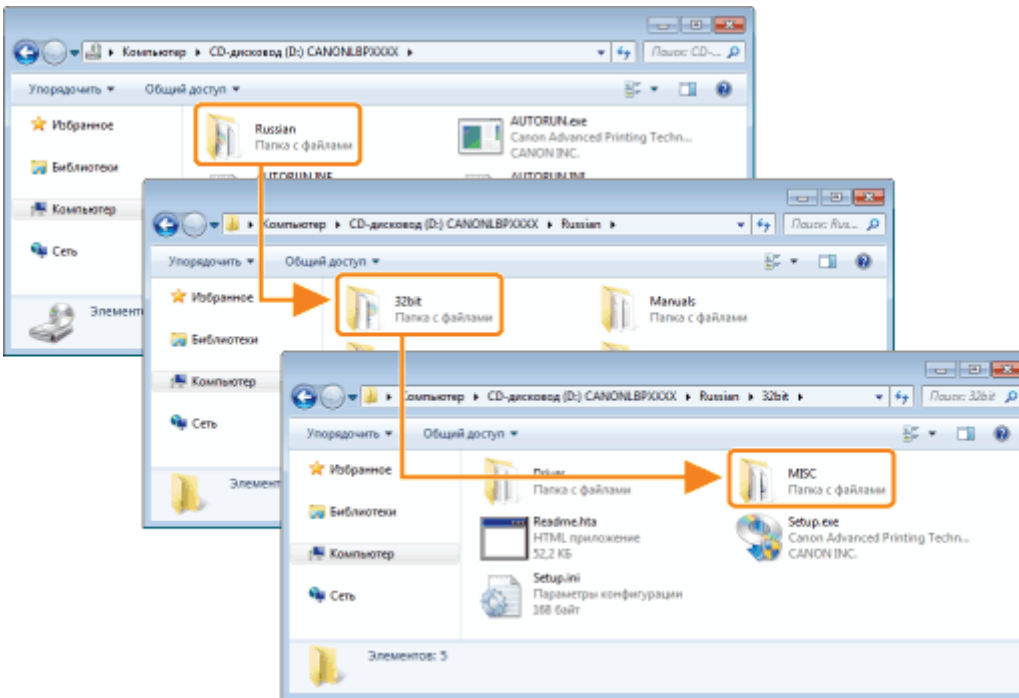 Компьютер ▸ CD-дисковод (D:) CANONLBPXXXX ▸
Поиск: CD-...
Упорядочить ▾ Общий доступ ▾
Избранное
Библиотеки
Компьютер
Сеть
Russian
Папка с файлами
AUTORUN.exe
Canon Advanced Printing Techn...
CANON INC.
AUTORUN.INF
AUTORUN.INI
Элемент
Компьютер ▸ CD-дисковод (D:) CANONLBPXXXX ▸ Russian ▸
Поиск: Rus...
Упорядочить ▾ Общий доступ ▾
Избранное
Библиотеки
Компьютер
Сеть
32bit
Папка с файлами
Manuals
Папка с файлами
Элемент
Компьютер ▸ CD-дисковод (D:) CANONLBPXXXX ▸ Russian ▸ 32bit ▸
Поиск: 32bit
Упорядочить ▾ Общий доступ ▾
Избранное
Библиотеки
Компьютер
Сеть
Driver
Папка с файлами
MISC
Папка с файлами
Readme.hta
HTML приложение
52,2 КБ
Setup.exe
Canon Advanced Printing Techn...
CANON INC.
Setup.ini
Параметры конфигурации
168 байт
Элементов: 5